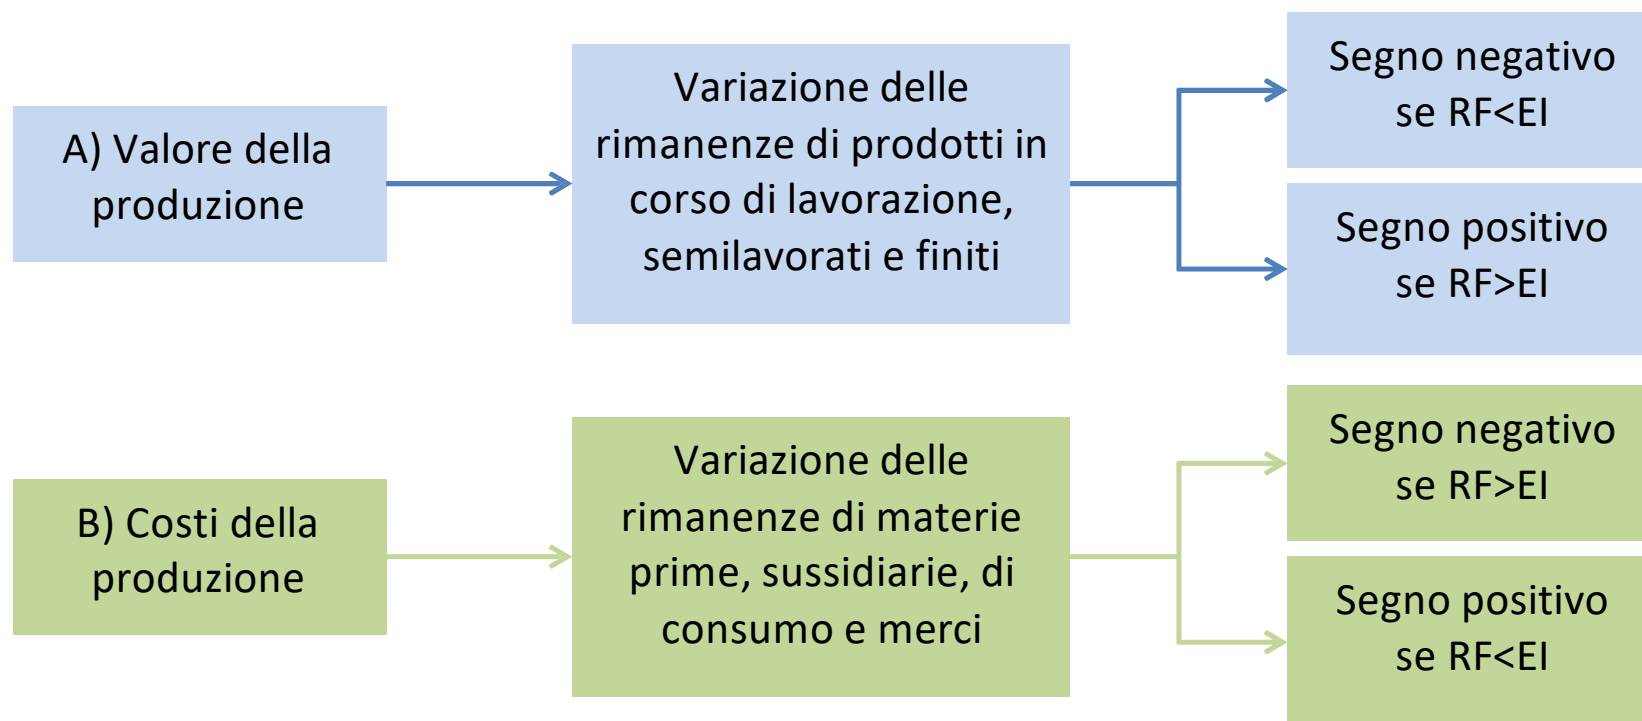 A) Valore della
produzione
Variazione delle
rimanenze di prodotti in
corso di lavorazione,
semilavorati e finiti
Segno negativo
se RF<EI
Segno positivo
se RF>EI
B) Costi della
produzione
Variazione delle
rimanenze di materie
prime, sussidiarie, di
consumo e merci
Segno negativo
se RF>EI
Segno positivo
se RF<EI